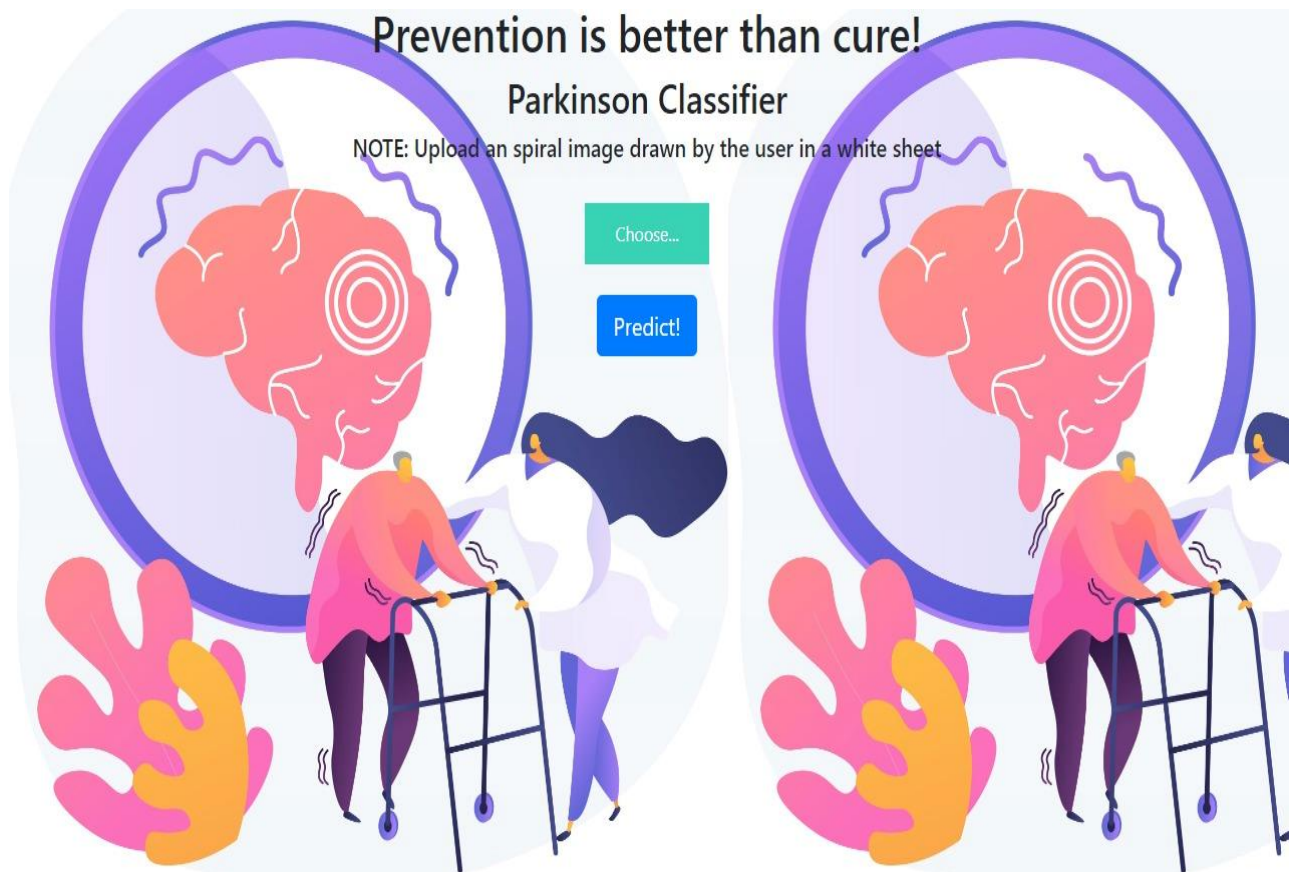 Prevention is better than cure!
Parkinson Classifier
NOTE: Upload an spiral image drawn by the user in a white sheet
Choose...
Predict!